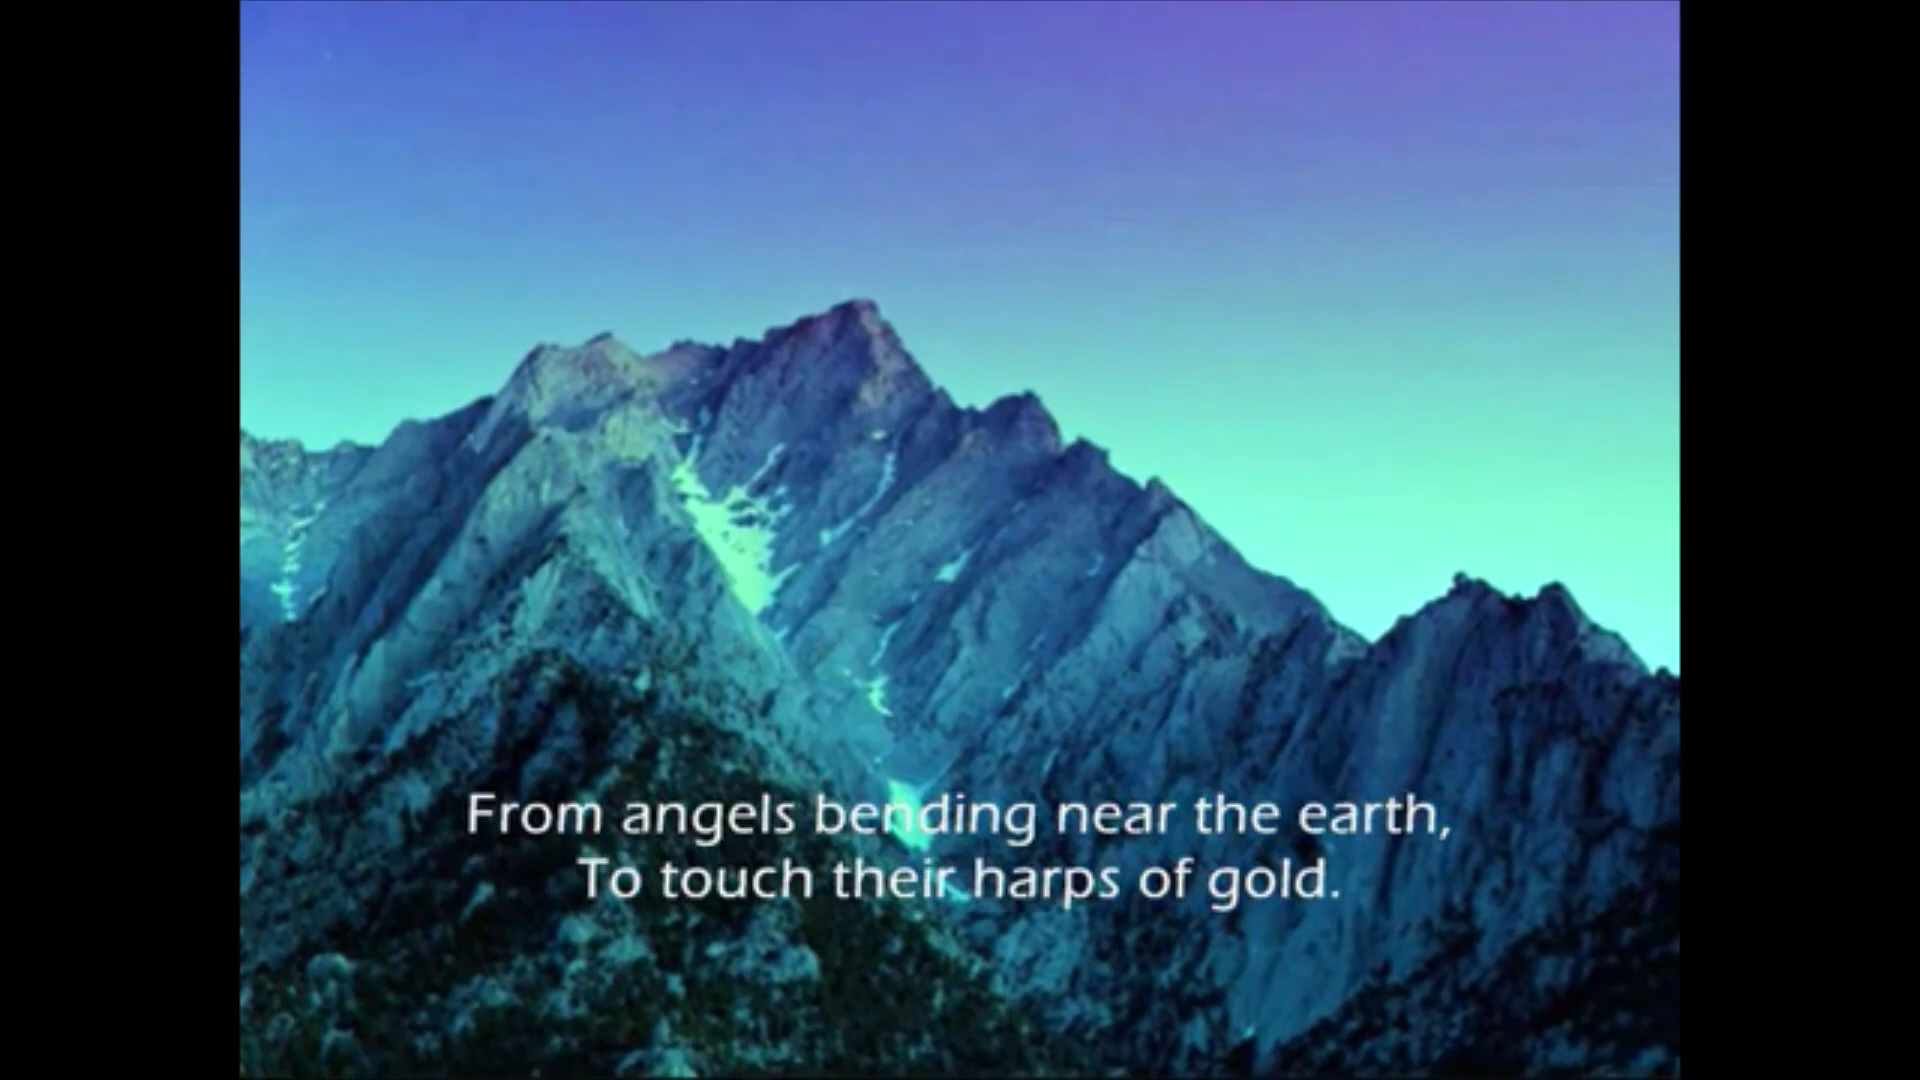 From angels bending near the earth,
To touch their harps of gold.